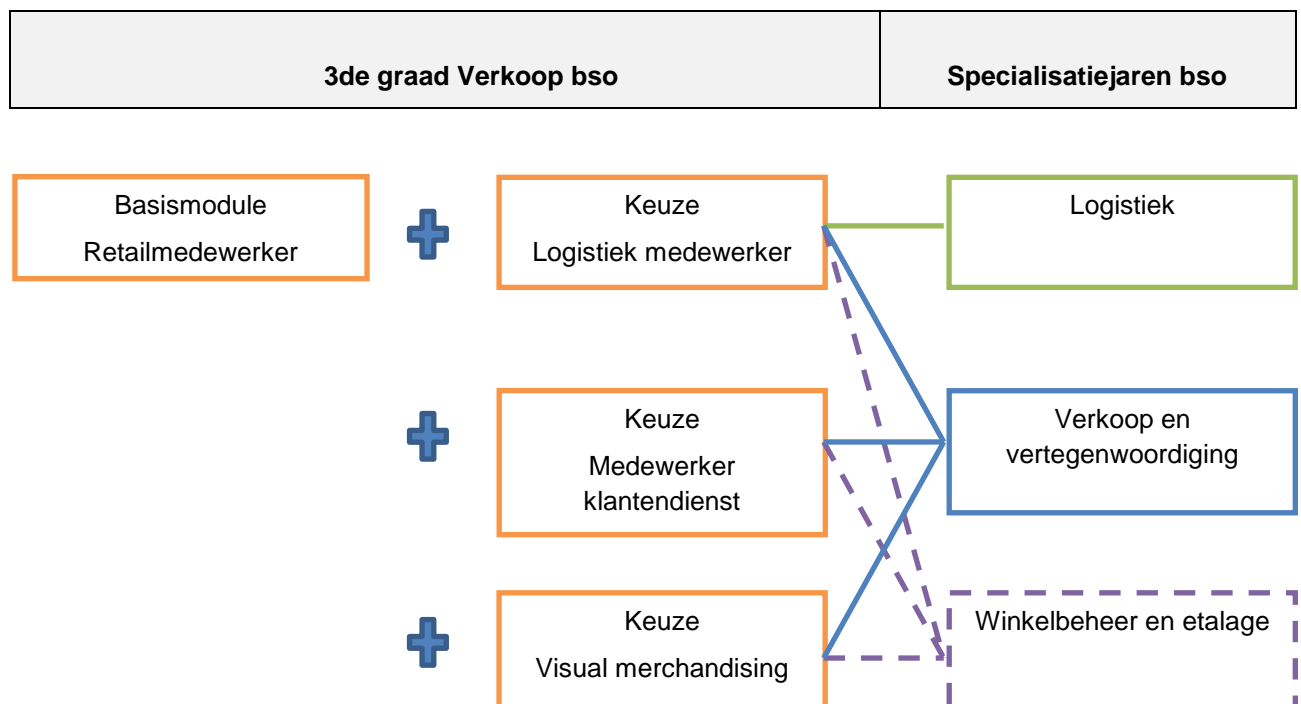 3de graad Verkoop bso
Specialisatiejaren bso
Basismodule
Retailmedewerker
Keuze
Logistiek medewerker
Logistiek
Keuze
Medewerker
klantendienst
Verkoop en
vertegenwoordiging
Keuze
Visual merchandising
Winkelbeheer en etalage